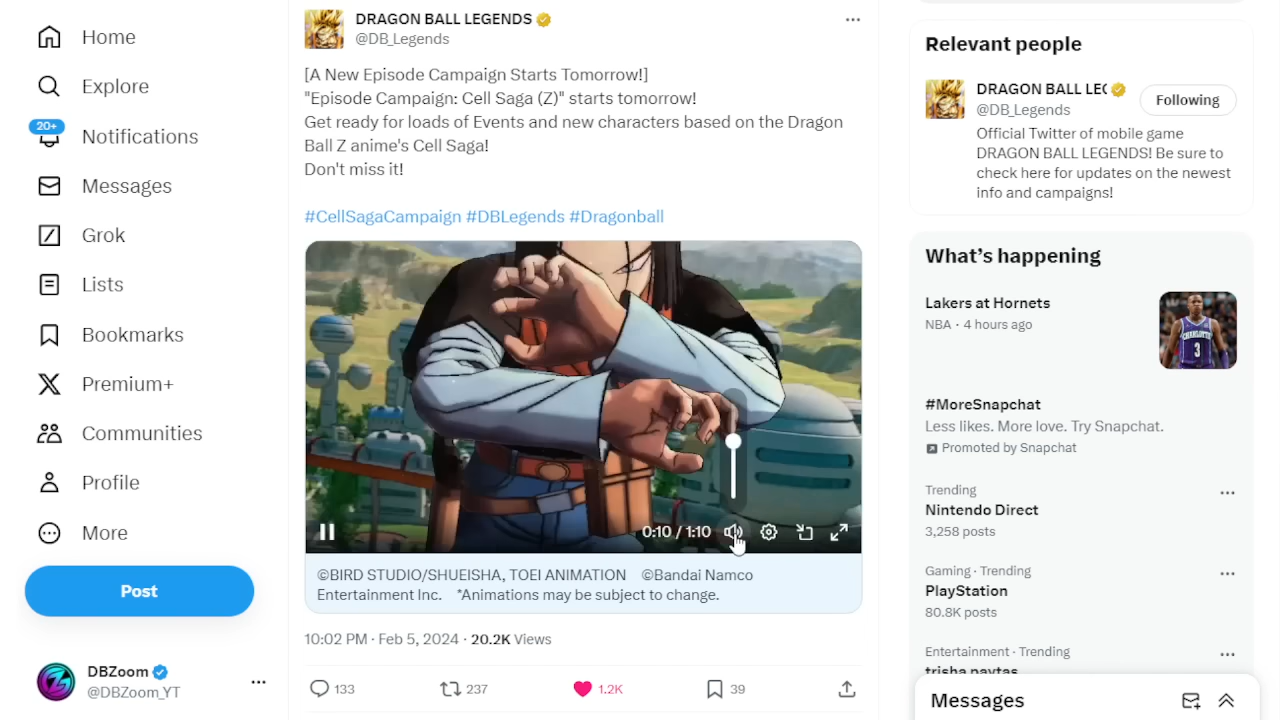 Home
Explore
20+
Notifications
Messages
Grok
Lists
Bookmarks
Premium+
Communities
Profile
More
Post
DBZoom
@DBZoom_YT
DRAGON BALL LEGENDS
@DB_Legends
[A New Episode Campaign Starts Tomorrow!]
"Episode Campaign: Cell Saga (Z)" starts tomorrow!
Get ready for loads of Events and new characters based on the Dragon
Ball Z anime's Cell Saga!
Don't miss it!
#CellSagaCampaign #DBLegends #Dragonball
0:10 / 1:10
©BIRD STUDIO/SHUEISHA, TOEI ANIMATION ©Bandai Namco
Entertainment Inc. *Animations may be subject to change.
10:02 PM · Feb 5, 2024 · 20.2K Views
133 237 1.2K 39
Relevant people
DRAGON BALL LEG
Following
@DB_Legends
Official Twitter of mobile game
DRAGON BALL LEGENDS! Be sure to
check here for updates on the newest
info and campaigns!
What's happening
Lakers at Hornets
NBA · 4 hours ago
CHARLOTTE
3
#MoreSnapchat
Less likes. More love. Try Snapchat.
Promoted by Snapchat
Trending
Nintendo Direct
3,258 posts
Gaming · Trending
PlayStation
80.8K posts
Entertainment · Trending
trisha paytas
Messages